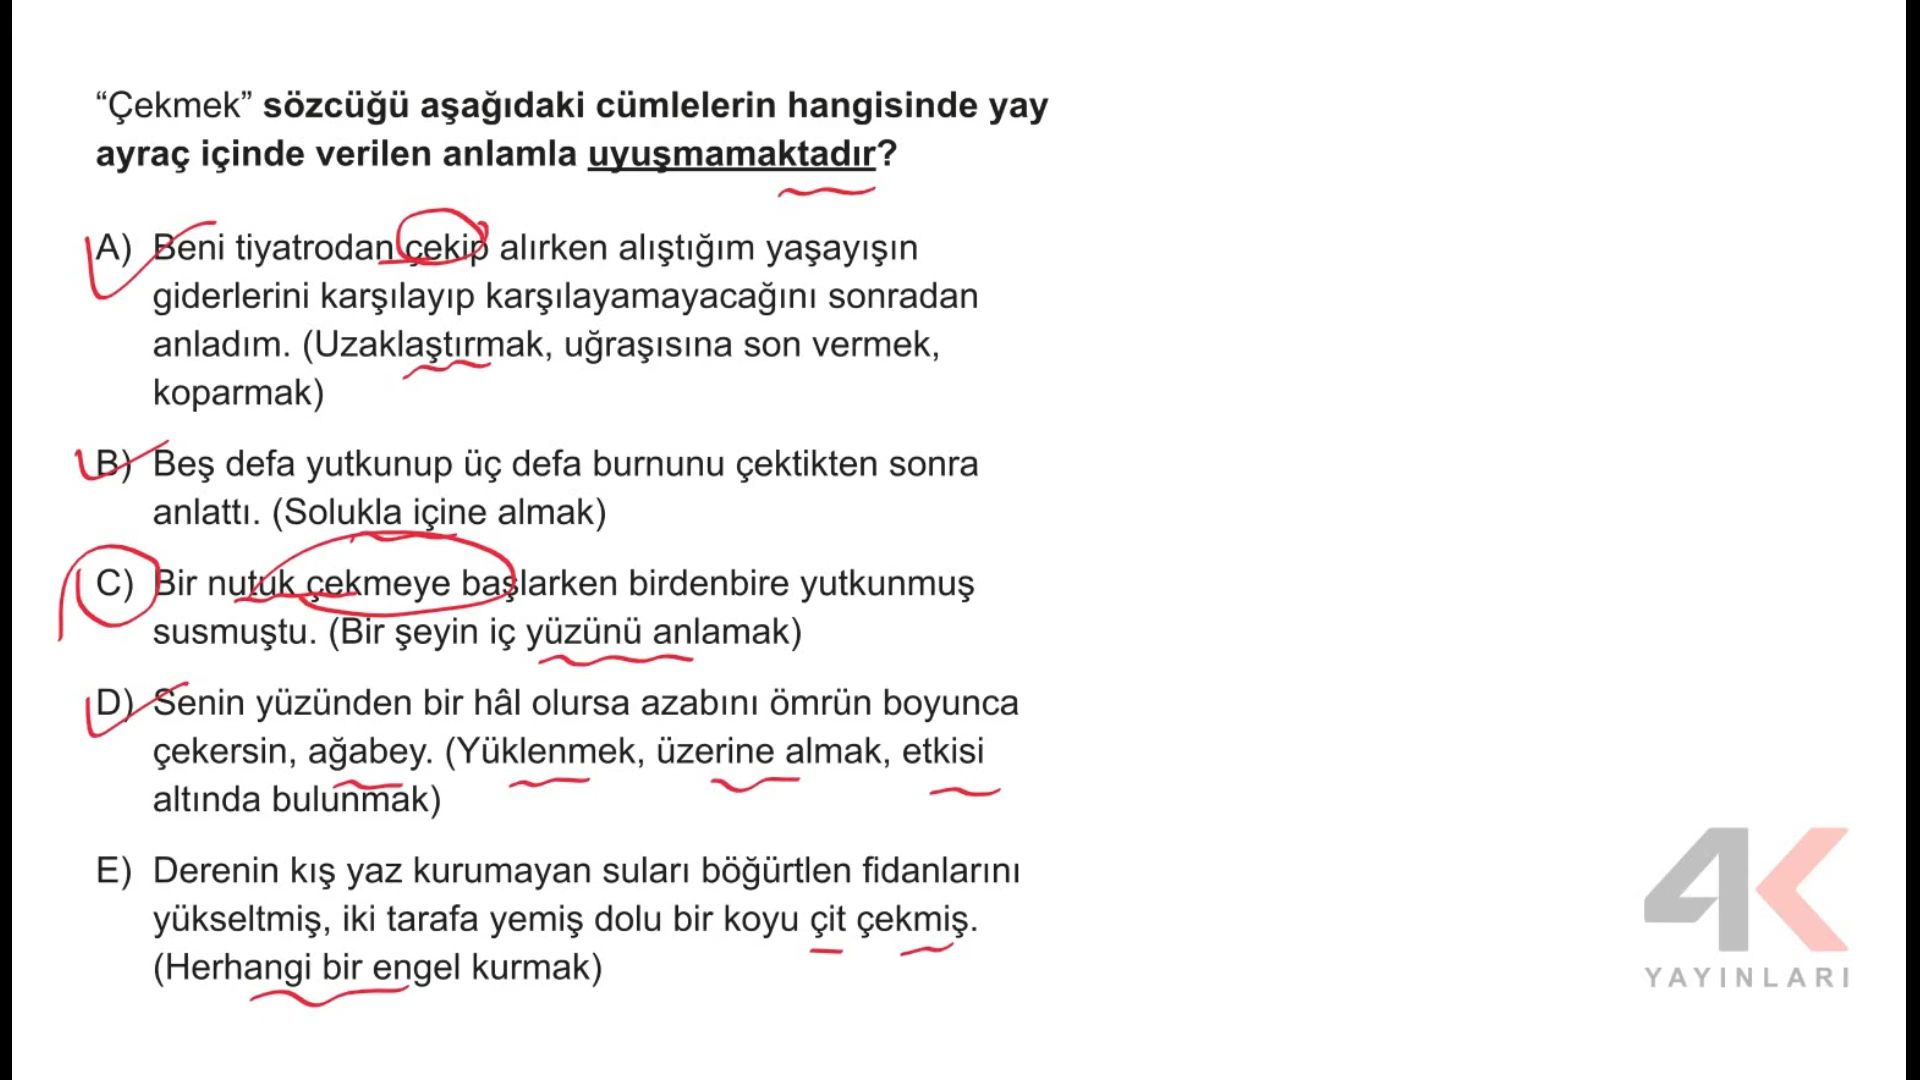 “Çekmek” sözcüğü aşağıdaki cümlelerin hangisinde yay
ayraç içinde verilen anlamla uyuşmamaktadır?
A) Beni tiyatrodan çekip alırken alıştığım yaşayışın
giderlerini karşılayıp karşılayamayacağını sonradan
anladım. (Uzaklaştırmak, uğraşısına son vermek,
koparmak)
B) Beş defa yutkunup üç defa burnunu çektikten sonra
anlattı. (Solukla içine almak)
C) Bir nutuk çekmeye başlarken birdenbire yutkunmuş
susmuştu. (Bir şeyin iç yüzünü anlamak)
D) Senin yüzünden bir hâl olursa azabını ömrün boyunca
çekersin, ağabey. (Yüklenmek, üzerine almak, etkisi
altında bulunmak)
E) Derenin kış yaz kurumayan suları böğürtlen fidanlarını
yükseltmiş, iki tarafa yemiş dolu bir koyu çit çekmiş.
(Herhangi bir engel kurmak)
4K
YAYINLARI